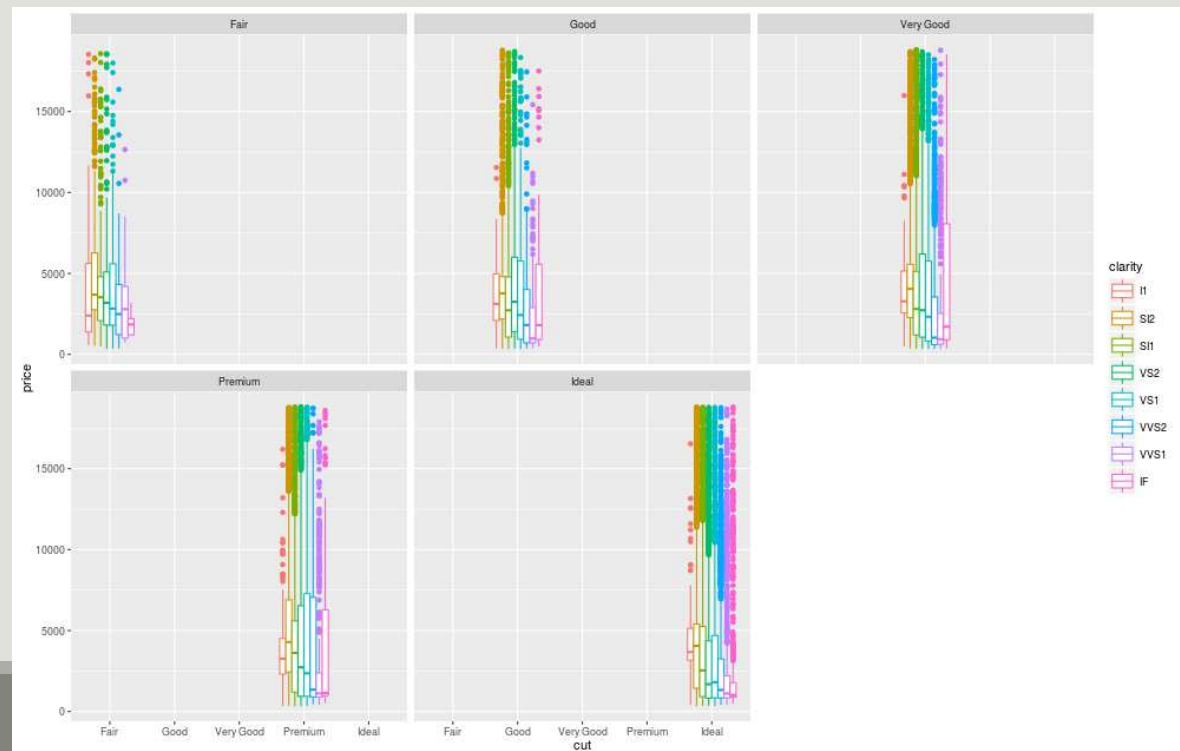 Fair
Good
Very Good
15000
10000
5000
0
price
Premium
Ideal
15000
10000
5000
0
Fair Good Very Good Premium Ideal
Fair Good Very Good Premium Ideal
cut
clarity
I1
SI2
SI1
VS2
VS1
VVS2
VVS1
IF